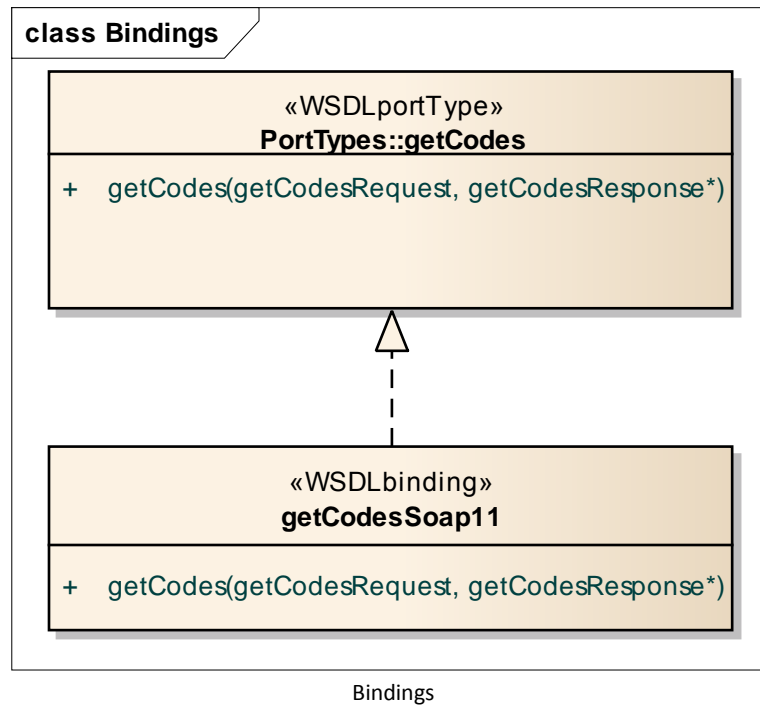 class Bindings
«WSDLportType»
PortTypes::getCodes
+ getCodes(getCodesRequest, getCodesResponse*)
«WSDLbinding»
getCodesSoap11
+ getCodes(getCodesRequest, getCodesResponse*)
Bindings